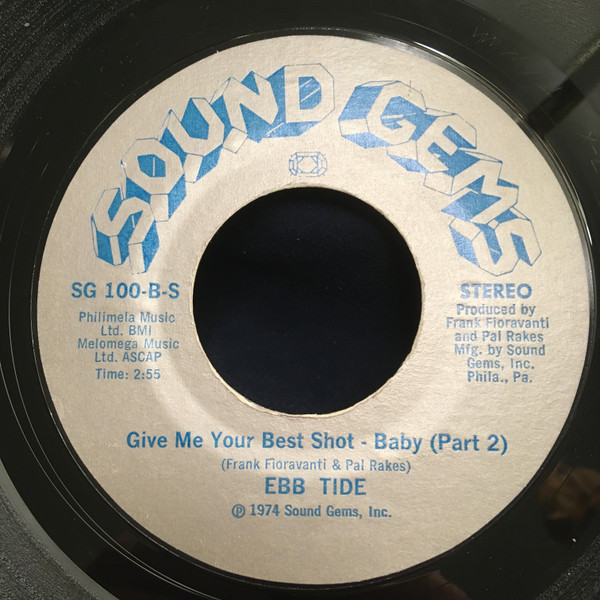 SOUND GEMS
SG 100-B-S
Philimela Music
Ltd. BMI
Melomega Music
Ltd. ASCAP
Time: 2:55
STEREO
Produced by
Frank Fioravanti
and Pal Rakes
Mfg. by Sound
Gems, Inc.
Phila., Pa.
Give Me Your Best Shot - Baby (Part 2)
(Frank Fioravanti & Pal Rakes)
EBB TIDE
℗ 1974 Sound Gems, Inc.